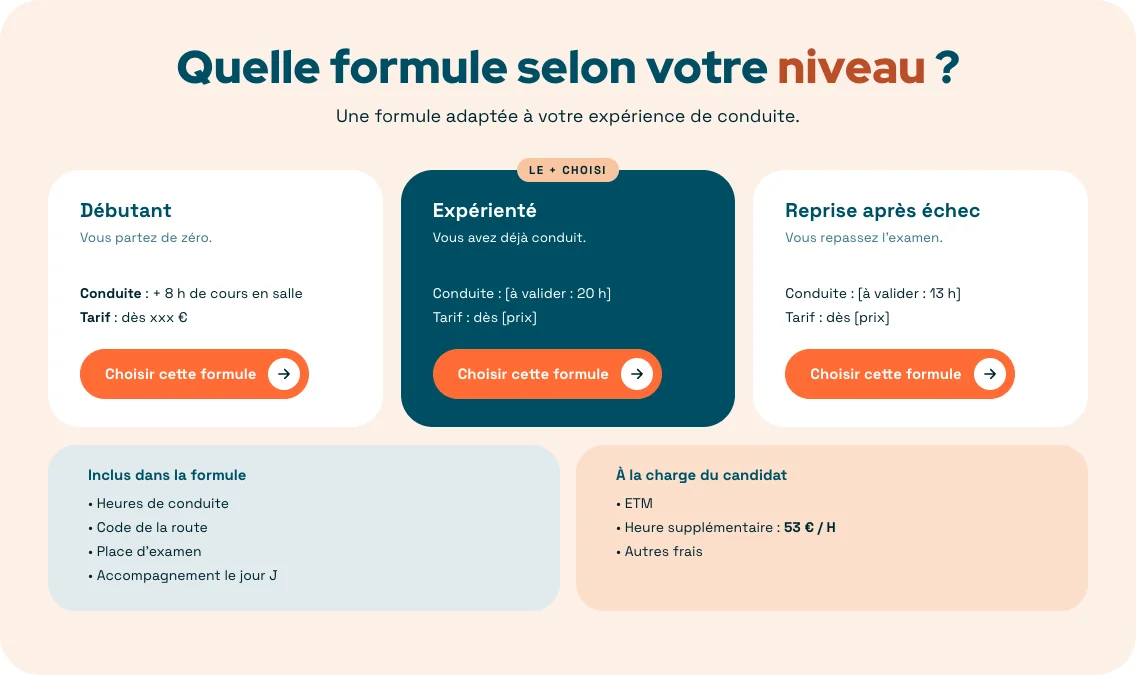 Quelle formule selon votre niveau ?
Une formule adaptée à votre expérience de conduite.
LE + CHOISI
Débutant
Vous partez de zéro.
Conduite : + 8 h de cours en salle
Tarif : dès xxx €
Choisir cette formule
Expérienté
Vous avez déjà conduit.
Conduite : [à valider : 20 h]
Tarif : dès [prix]
Choisir cette formule
Reprise après échec
Vous repassez l’examen.
Conduite : [à valider : 13 h]
Tarif : dès [prix]
Choisir cette formule
Inclus dans la formule
• Heures de conduite
• Code de la route
• Place d’examen
• Accompagnement le jour J
À la charge du candidat
• ETM
• Heure supplémentaire : 53 € / H
• Autres frais